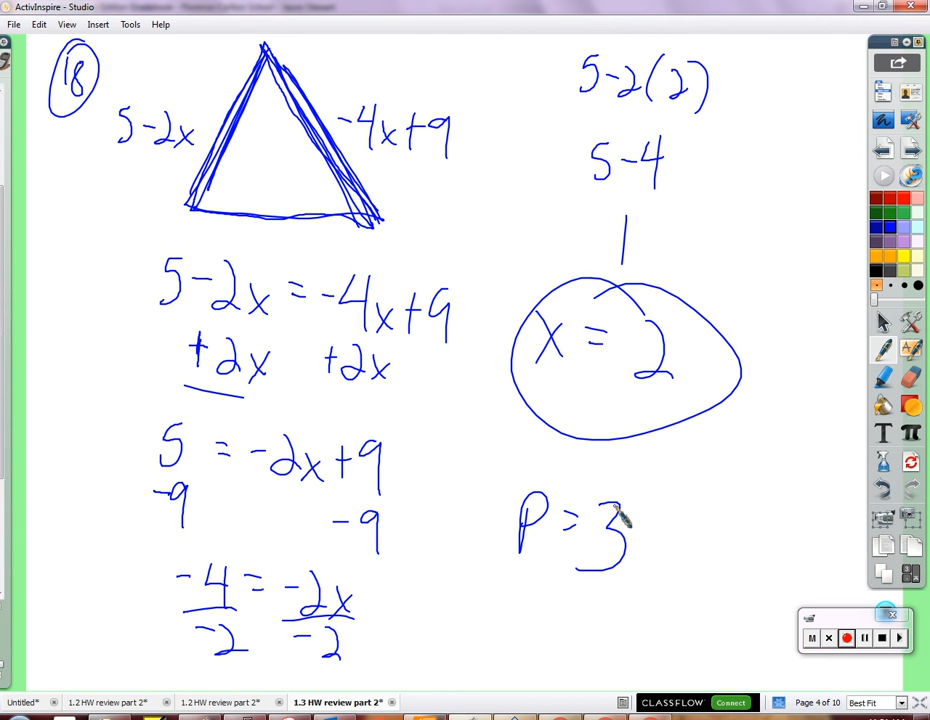 ActivInspire - Studio
File Edit View Insert Tools Help
18
5-2x
-4x+9
5-2x = -4x+9
+2x +2x
5 = -2x+9
-9 -9
-4 = -2x
-2 -2
5-2(2)
5-4
1
x = 2
P = 3
M
Untitled* 1.2 HW review part 2* 1.2 HW review part 2* 1.3 HW review part 2* CLASSFLOW Connect Page 4 of 10 Best Fit